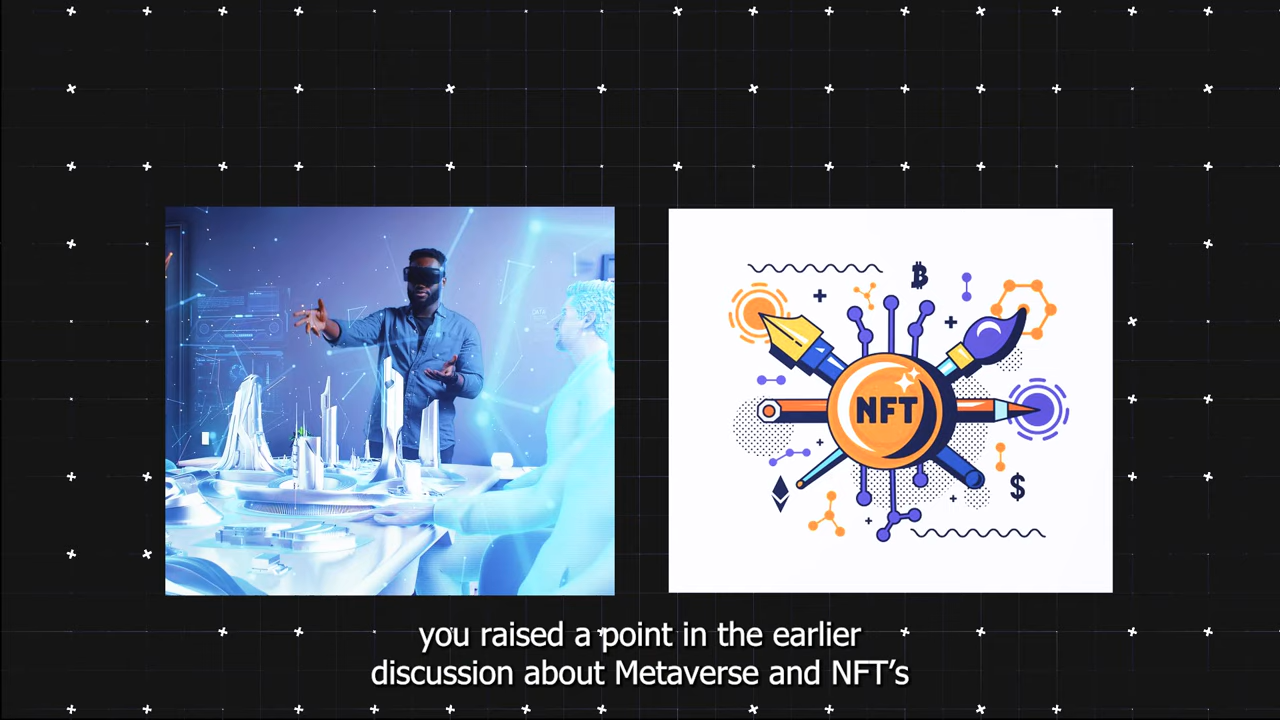 NFT
$
you raised a point in the earlier
discussion about Metaverse and NFT’s